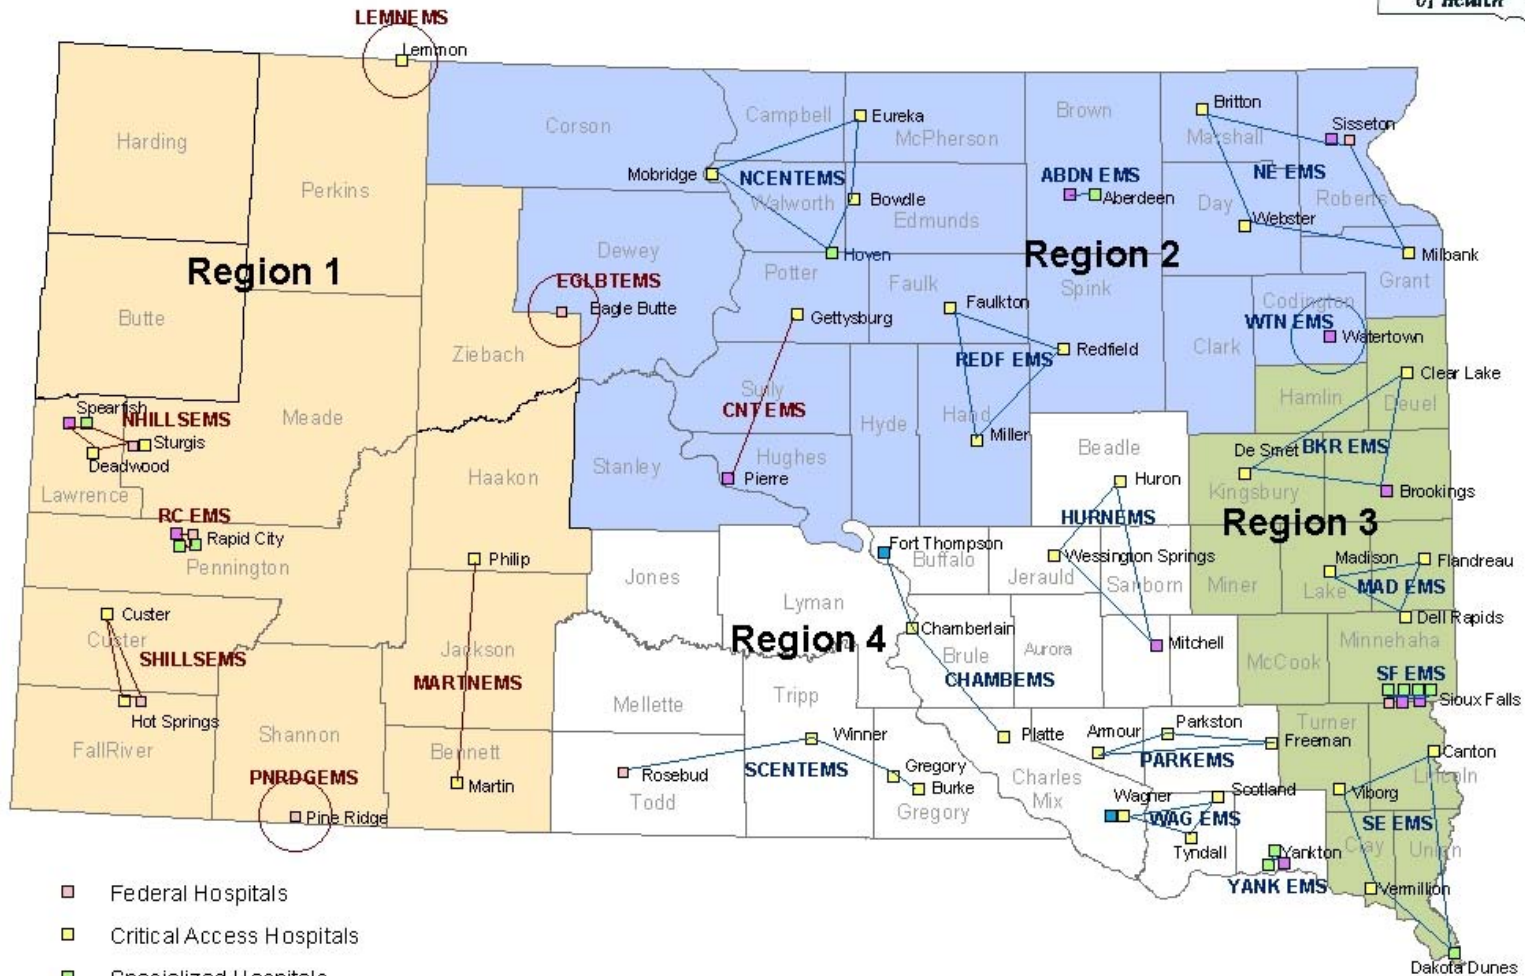 of Health
LEMNEMS
Lemmon
Harding
Perkins
Corson
Campbell
Eureka
McPherson
Brown
Britton
Marshall
Sisseton
Mobridge
NCENTEMS
Walworth
Bowdle
Edmunds
ABDN EMS
Aberdeen
NE EMS
Day
Roberts
Webster
Milbank
Grant
Region 1
Dewey
EGLBTEMS
Eagle Butte
Hoven
Potter
Region 2
Faulk
Spink
Codington
Butte
Ziebach
Gettysburg
Faulkton
REDF EMS
Redfield
Clark
WTN EMS
Watertown
Spearfish
NHILLSEMS
Sturgis
Deadwood
Lawrence
Meade
Sully
CNT EMS
Hyde
Hand
Miller
Clear Lake
Hamlin
Deuel
Haakon
Stanley
Hughes
Pierre
Beadle
Huron
De Smet
BKR EMS
Kingsbury
Brookings
RC EMS
Rapid City
Pennington
Philip
HURNEMS
Region 3
Fort Thompson
Buffalo
Wessington Springs
Jerauld
Sanborn
Miner
Madison
Flandreau
Lake
MAD EMS
Dell Rapids
Jones
Lyman
Custer
Custer
SHILLSEMS
Hot Springs
FallRiver
Jackson
MARTNEMS
Region 4
Chamberlain
Brule
Aurora
CHAMBEMS
Mitchell
McCook
Minnehaha
SF EMS
Sioux Falls
Shannon
Bennett
Martin
PNRDGEMS
Pine Ridge
Mellette
Tripp
Rosebud
Todd
Winner
SCENTEMS
Gregory
Burke
Gregory
Platte
Charles
Mix
Armour
Parkston
Freeman
PARKEMS
Turner
Canton
Lincoln
Wagner
Scotland
WAG EMS
Tyndall
Viborg
SE EMS
Clay
Union
Yankton
YANK EMS
Vermillion
Dakota Dunes
Federal Hospitals
Critical Access Hospitals
Specialized Hospitals